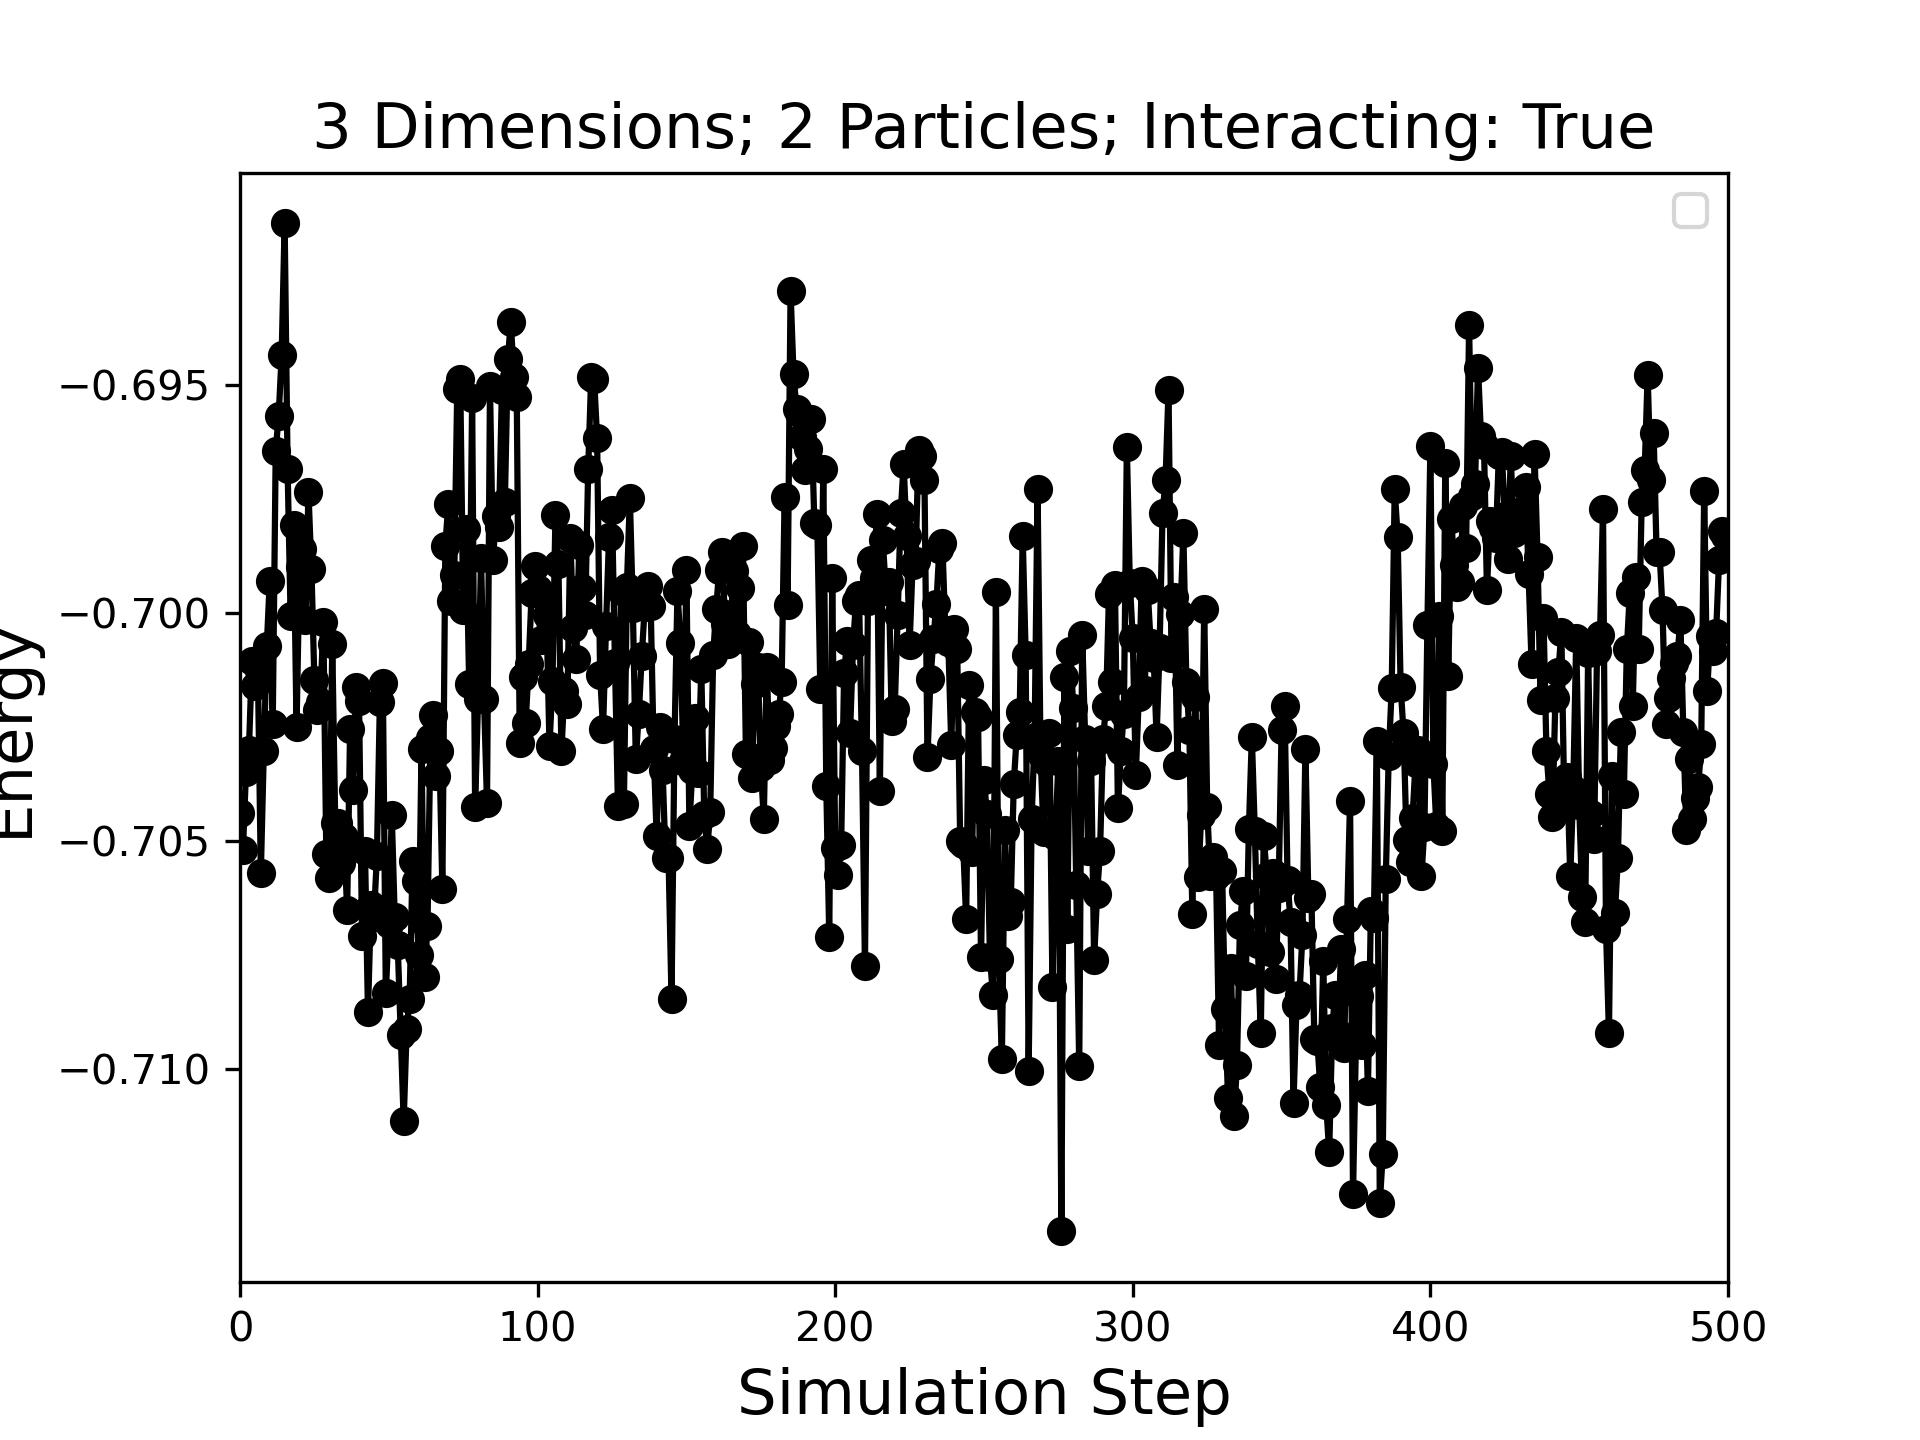 3 Dimensions; 2 Particles; Interacting: True
Energy
−0.695
−0.700
−0.705
−0.710
0 100 200 300 400 500
Simulation Step